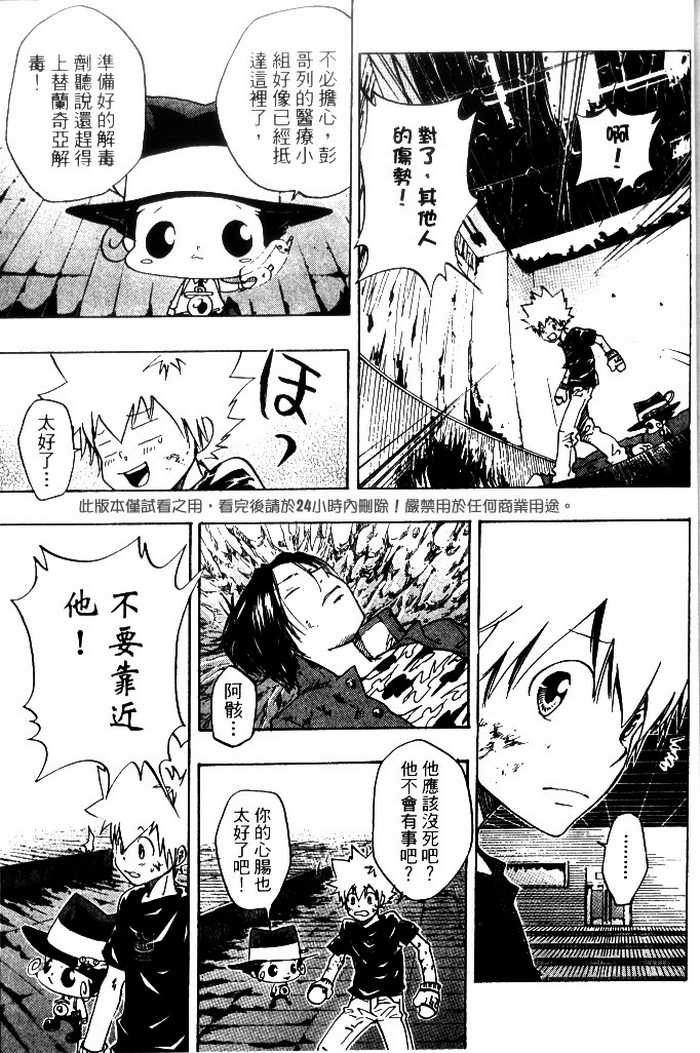 啊！
對了，其他人
的傷勢！
不必擔心，彭
哥列的醫療小
組好像已經抵
達這裡了，
準備好的解毒
劑聽說還趕得
上替蘭奇亞解
毒！
ほっ
太好了…
此版本僅試看之用，看完後請於24小時內刪除！嚴禁用於任何商業用途。
……
阿骸…
他應該沒死吧？
他不會有事吧？
你的心腸也
太好了吧！
不要靠近
他！